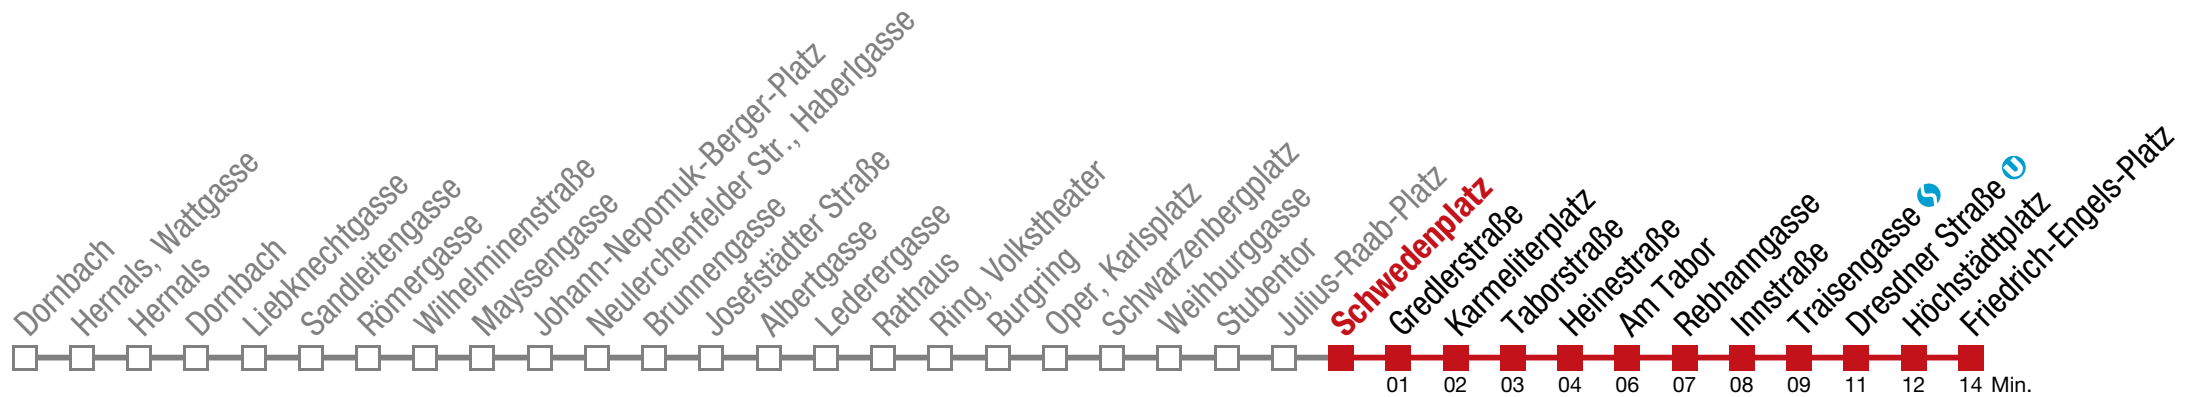 Dornbach
Hernals, Wattgasse
Hernals
Dornbach
Liebknechtgasse
Sandleitengasse
Römergasse
Wilhelminenstraße
Mayssengasse
Johann-Nepomuk-Berger-Platz
Neulerchenfelder Str., Haberlgasse
Brunnengasse
Josefstädter Straße
Albertgasse
Lederergasse
Rathaus
Ring, Volkstheater
Burgring
Oper, Karlsplatz
Schwarzenbergplatz
Weihburggasse
Stubentor
Julius-Raab-Platz
Schwedenplatz
Gredlerstraße
Karmeliterplatz
Taborstraße
Heinestraße
Am Tabor
Rebhanngasse
Innstraße
Traisengasse S
Dresdner Straße U
Höchstädtplatz
Friedrich-Engels-Platz
01 02 03 04 06 07 08 09 11 12 14 Min.